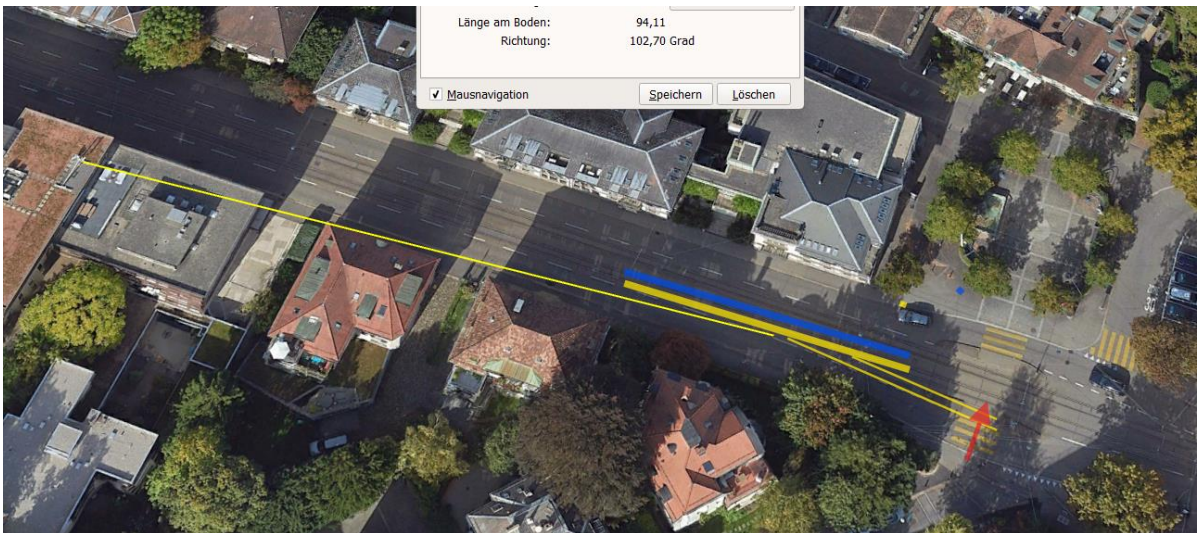 Länge am Boden: 94,11
Richtung: 102,70 Grad
Mausnavigation Speichern Löschen